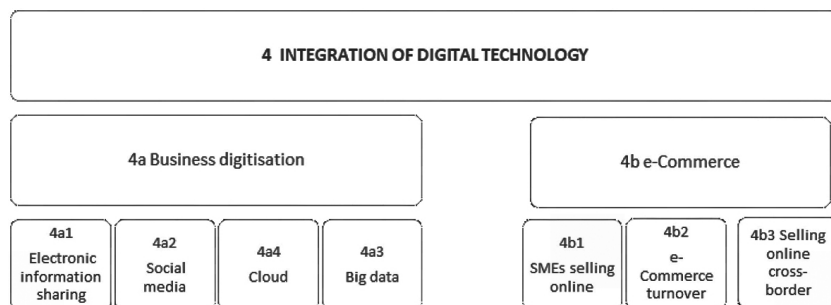 4 INTEGRATION OF DIGITAL TECHNOLOGY
4a Business digitisation
4b e-Commerce
4a1
Electronic
information
sharing
4a2
Social
media
4a4
Cloud
4a3
Big data
4b1
SMEs selling
online
4b2
e-
Commerce
turnover
4b3 Selling
online
cross-
border